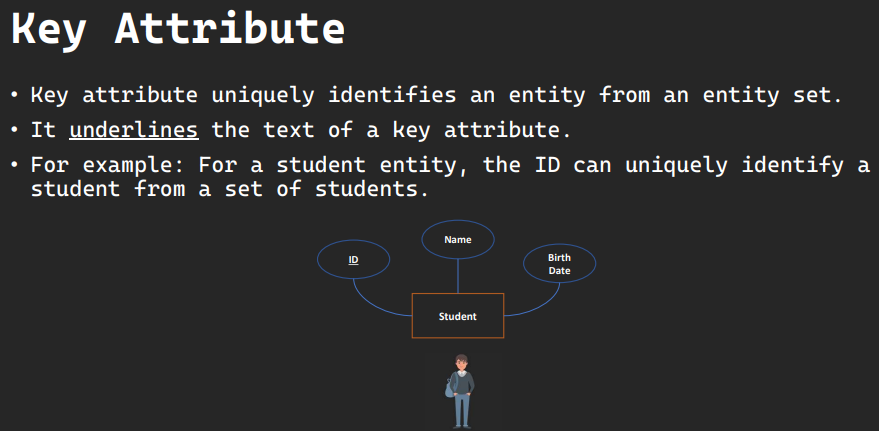 Key Attribute
• Key attribute uniquely identifies an entity from an entity set.
• It underlines the text of a key attribute.
• For example: For a student entity, the ID can uniquely identify a
student from a set of students.
Name
ID
Birth
Date
Student